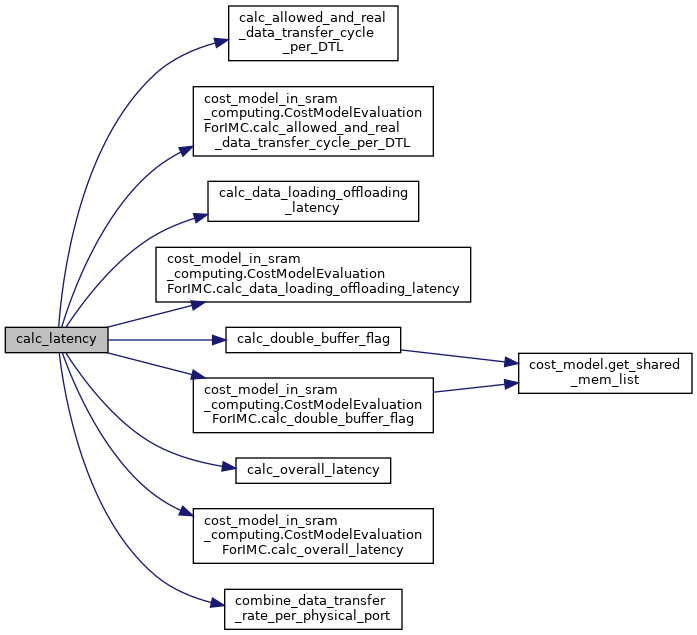 calc_allowed_and_real
_data_transfer_cycle
_per_DTL
cost_model_in_sram
_computing.CostModelEvaluation
ForIMC.calc_allowed_and_real
_data_transfer_cycle_per_DTL
calc_data_loading_offloading
_latency
cost_model_in_sram
_computing.CostModelEvaluation
ForIMC.calc_data_loading_offloading_latency
calc_latency
calc_double_buffer_flag
cost_model.get_shared
_mem_list
cost_model_in_sram
_computing.CostModelEvaluation
ForIMC.calc_double_buffer_flag
calc_overall_latency
cost_model_in_sram
_computing.CostModelEvaluation
ForIMC.calc_overall_latency
combine_data_transfer
_rate_per_physical_port